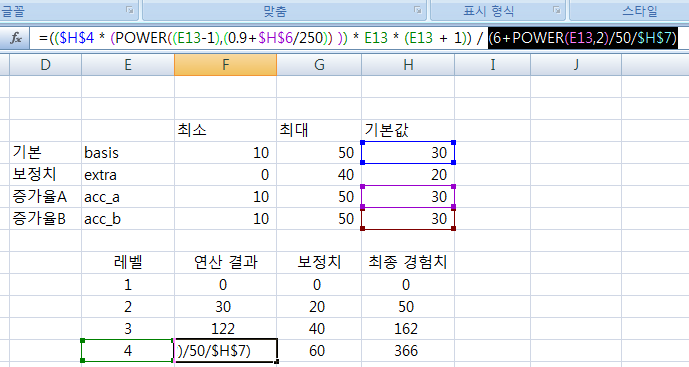 글꼴 맞춤 표시 형식 스타일
fx =(($H$4 * (POWER((E13-1),(0.9+$H$6/250)) )) * E13 * (E13 + 1)) / (6+POWER(E13,2)/50/$H$7)
D E F G H I J
최소 최대 기본값
기본 basis 10 50 30
보정치 extra 0 40 20
증가율A acc_a 10 50 30
증가율B acc_b 10 50 30
레벨 연산 결과 보정치 최종 경험치
1 0 0 0
2 30 20 50
3 122 40 162
4 )/50/$H$7) 60 366